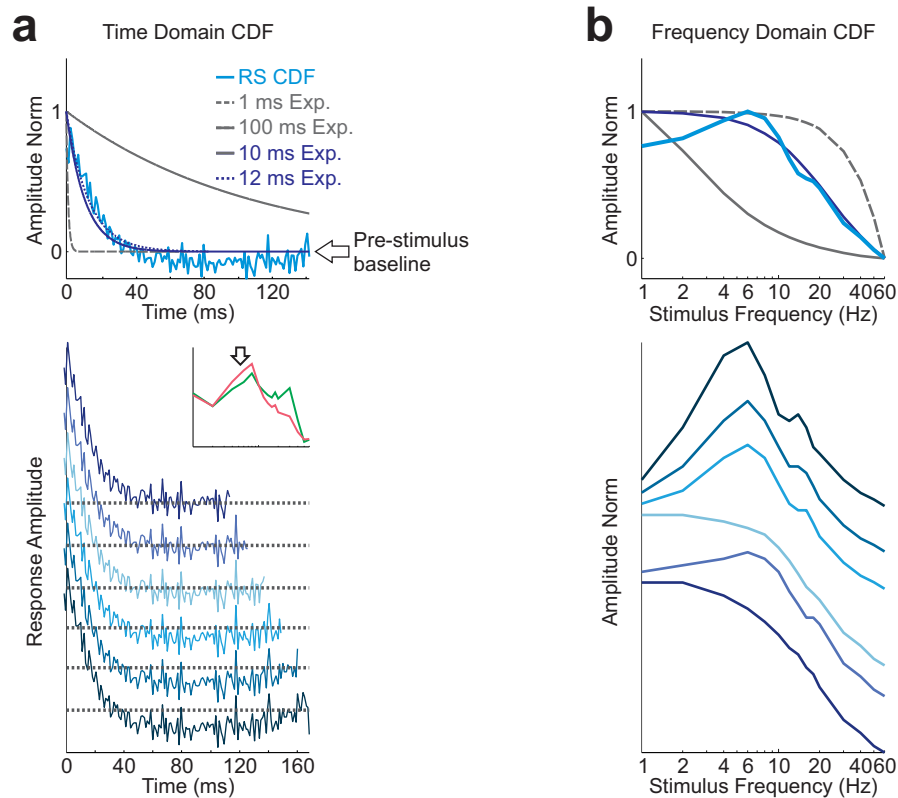 a
Time Domain CDF
Amplitude Norm
1
0
RS CDF
1 ms Exp.
100 ms Exp.
10 ms Exp.
12 ms Exp.
Pre-stimulus
baseline
0 40 80 120
Time (ms)
Response Amplitude
0 40 80 120 160
Time (ms)
b
Frequency Domain CDF
Amplitude Norm
1
0
1 2 4 6 10 20 40 60
Stimulus Frequency (Hz)
Amplitude Norm
1 2 4 6 10 20 40 60
Stimulus Frequency (Hz)